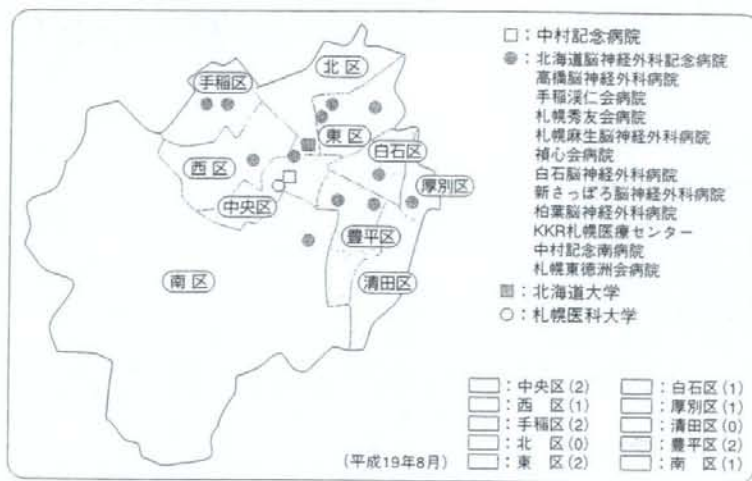 北区
手稲区
東区
白石区
西区
厚別区
中央区
豊平区
南区
清田区
(平成19年8月)
□：中村記念病院
●：北海道脳神経外科記念病院
高橋脳神経外科病院
手稲渓仁会病院
札幌秀友会病院
札幌麻生脳神経外科病院
禎心会病院
白石脳神経外科病院
新さっぽろ脳神経外科病院
柏葉脳神経外科病院
KKR札幌医療センター
中村記念南病院
札幌東徳洲会病院
：北海道大学
○：札幌医科大学
：中央区(2)
：西　区(1)
：手稲区(2)
：北　区(0)
：東　区(2)
：白石区(1)
：厚別区(1)
：清田区(0)
：豊平区(2)
：南　区(1)